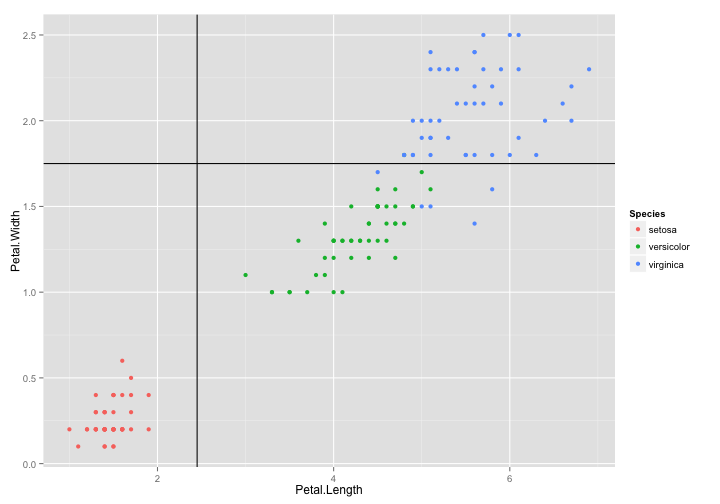 2.5
2.0
1.5
1.0
0.5
0.0
Petal.Width
2
4
6
Petal.Length
Species
setosa
versicolor
virginica